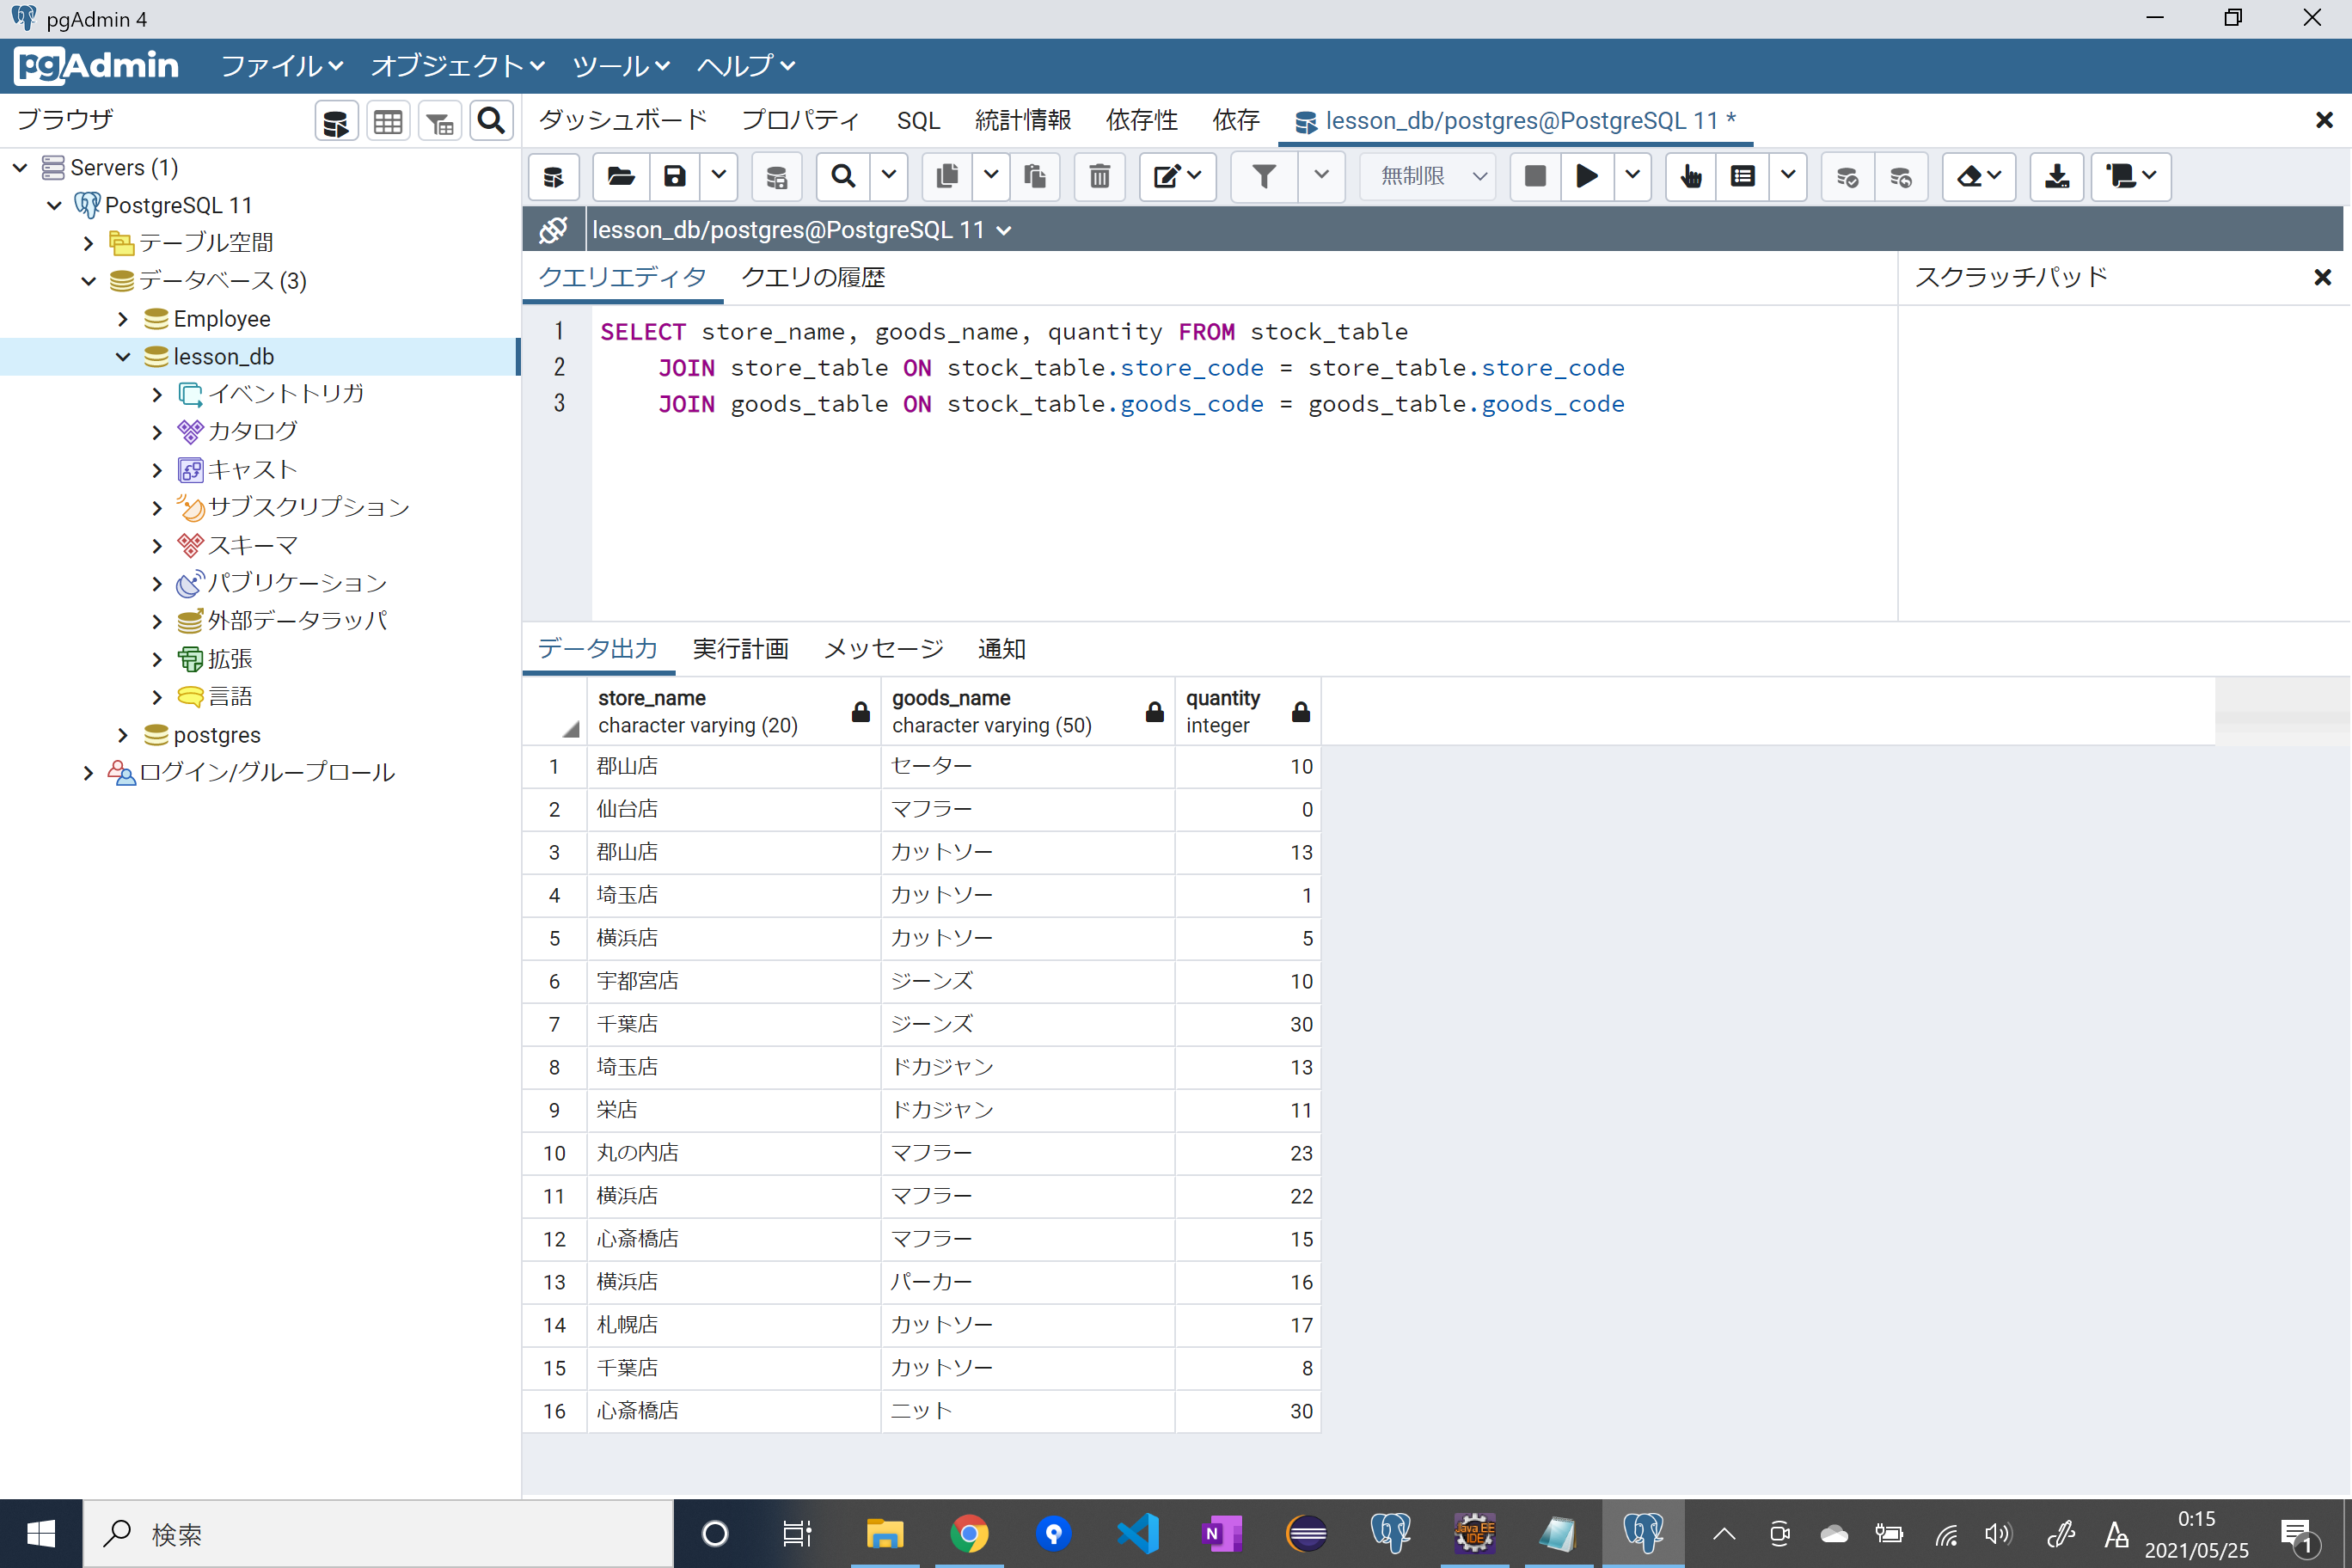 pgAdmin 4
pgAdmin ファイル オブジェクト ツール ヘルプ
ブラウザ
ダッシュボード プロパティ SQL 統計情報 依存性 依存 lesson_db/postgres@PostgreSQL 11 *
Servers (1)
PostgreSQL 11
テーブル空間
データベース (3)
Employee
lesson_db
イベントトリガ
カタログ
キャスト
サブスクリプション
スキーマ
パブリケーション
外部データラッパ
拡張
言語
postgres
ログイン/グループロール
無制限
lesson_db/postgres@PostgreSQL 11
クエリエディタ クエリの履歴
スクラッチパッド
1 SELECT store_name, goods_name, quantity FROM stock_table
2 JOIN store_table ON stock_table.store_code = store_table.store_code
3 JOIN goods_table ON stock_table.goods_code = goods_table.goods_code
データ出力 実行計画 メッセージ 通知
store_name goods_name quantity
character varying (20) character varying (50) integer
1 郡山店 セーター 10
2 仙台店 マフラー 0
3 郡山店 カットソー 13
4 埼玉店 カットソー 1
5 横浜店 カットソー 5
6 宇都宮店 ジーンズ 10
7 千葉店 ジーンズ 30
8 埼玉店 ドカジャン 13
9 栄店 ドカジャン 11
10 丸の内店 マフラー 23
11 横浜店 マフラー 22
12 心斎橋店 マフラー 15
13 横浜店 パーカー 16
14 札幌店 カットソー 17
15 千葉店 カットソー 8
16 心斎橋店 ニット 30
検索
N
Java EE
IDE
A
0:15
2021/05/25
1